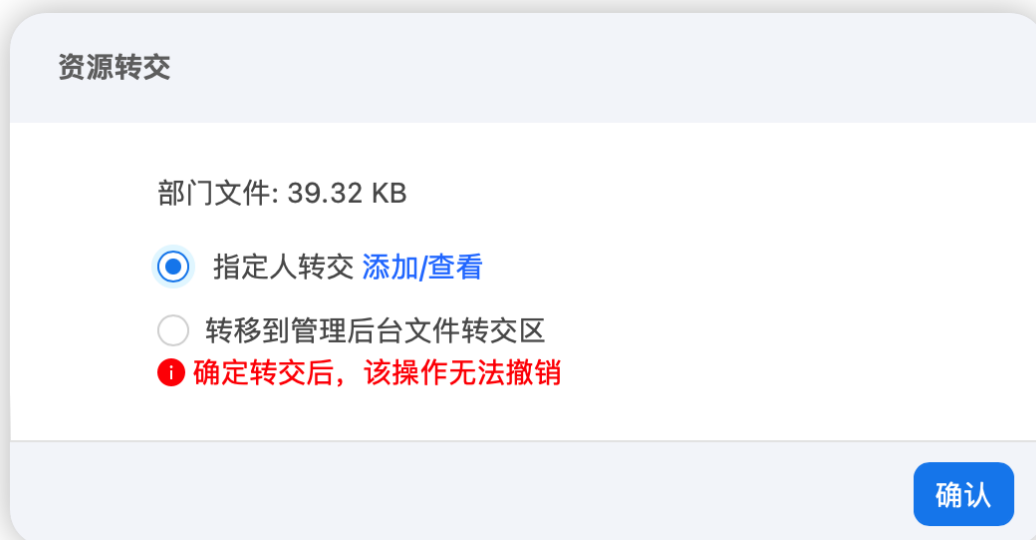 资源转交
部门文件: 39.32 KB
指定人转交 添加/查看
转移到管理后台文件转交区
确定转交后，该操作无法撤销
确认